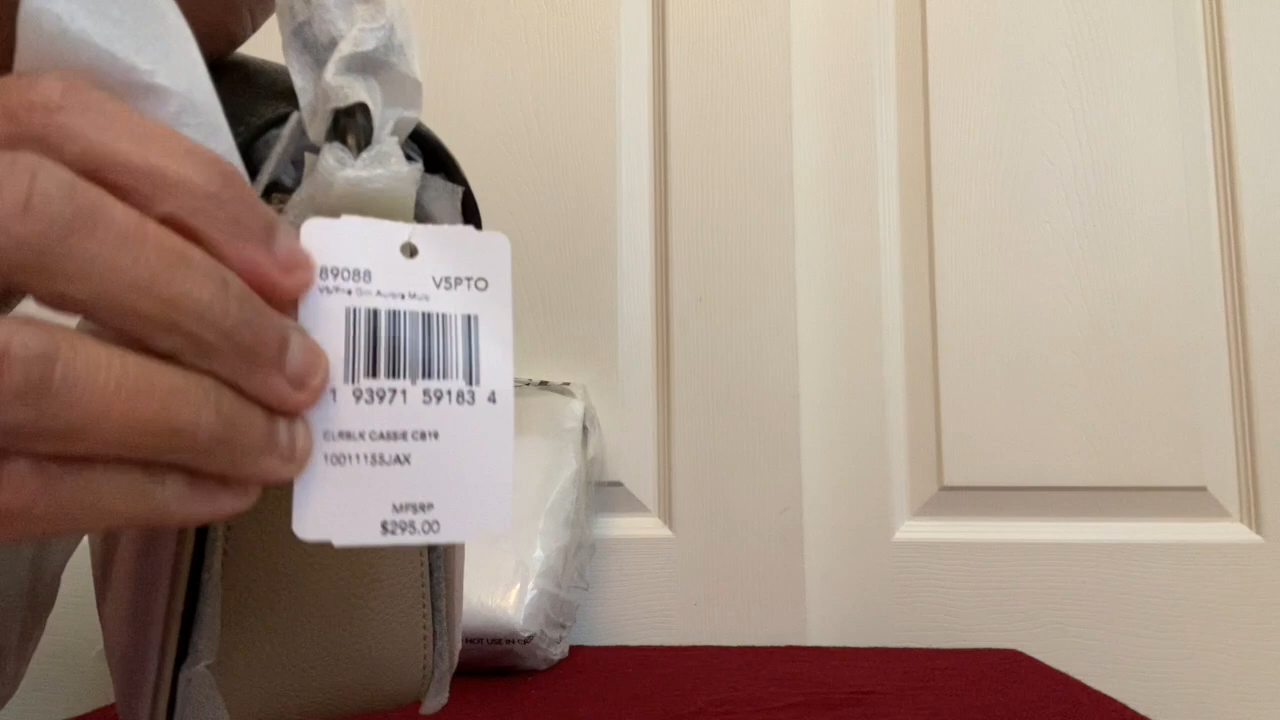 89088 V5PTO
1 93971 59183 4
CLRBLK CASSIE CB19
10011155JAX
MFSRP
$295.00
NOT USE IN